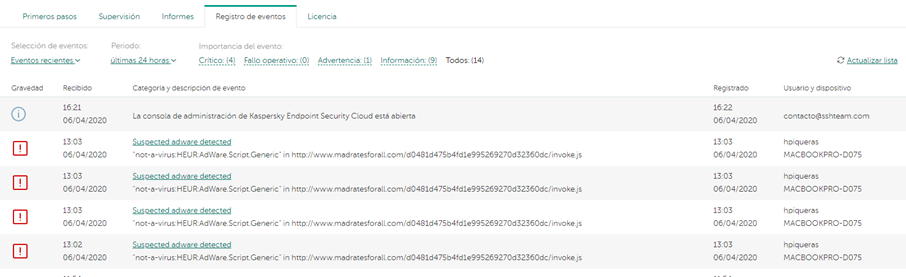 Primeros pasos Supervisión Informes Registro de eventos Licencia
Selección de eventos: Periodo: Importancia del evento:
Eventos recientes últimas 24 horas Crítico: (4) Fallo operativo: (0) Advertencia: (1) Información: (9) Todos: (14) Actualizar lista
Gravedad Recibido Categoría y descripción de evento Registrado Usuario y dispositivo
16:21 16:22
La consola de administración de Kaspersky Endpoint Security Cloud está abierta contacto@sshteam.com
06/04/2020 06/04/2020
13:03 Suspected adware detected 13:03 hpiqueras
06/04/2020 "not-a-virus:HEUR:AdWare.Script.Generic" in http://www.madratesforall.com/d0481d475b4fd1e995269270d32360dc/invoke.js 06/04/2020 MACBOOKPRO-D075
13:03 Suspected adware detected 13:03 hpiqueras
06/04/2020 "not-a-virus:HEUR:AdWare.Script.Generic" in http://www.madratesforall.com/d0481d475b4fd1e995269270d32360dc/invoke.js 06/04/2020 MACBOOKPRO-D075
13:03 Suspected adware detected 13:03 hpiqueras
06/04/2020 "not-a-virus:HEUR:AdWare.Script.Generic" in http://www.madratesforall.com/d0481d475b4fd1e995269270d32360dc/invoke.js 06/04/2020 MACBOOKPRO-D075
13:02 Suspected adware detected 13:03 hpiqueras
06/04/2020 "not-a-virus:HEUR:AdWare.Script.Generic" in http://www.madratesforall.com/d0481d475b4fd1e995269270d32360dc/invoke.js 06/04/2020 MACBOOKPRO-D075